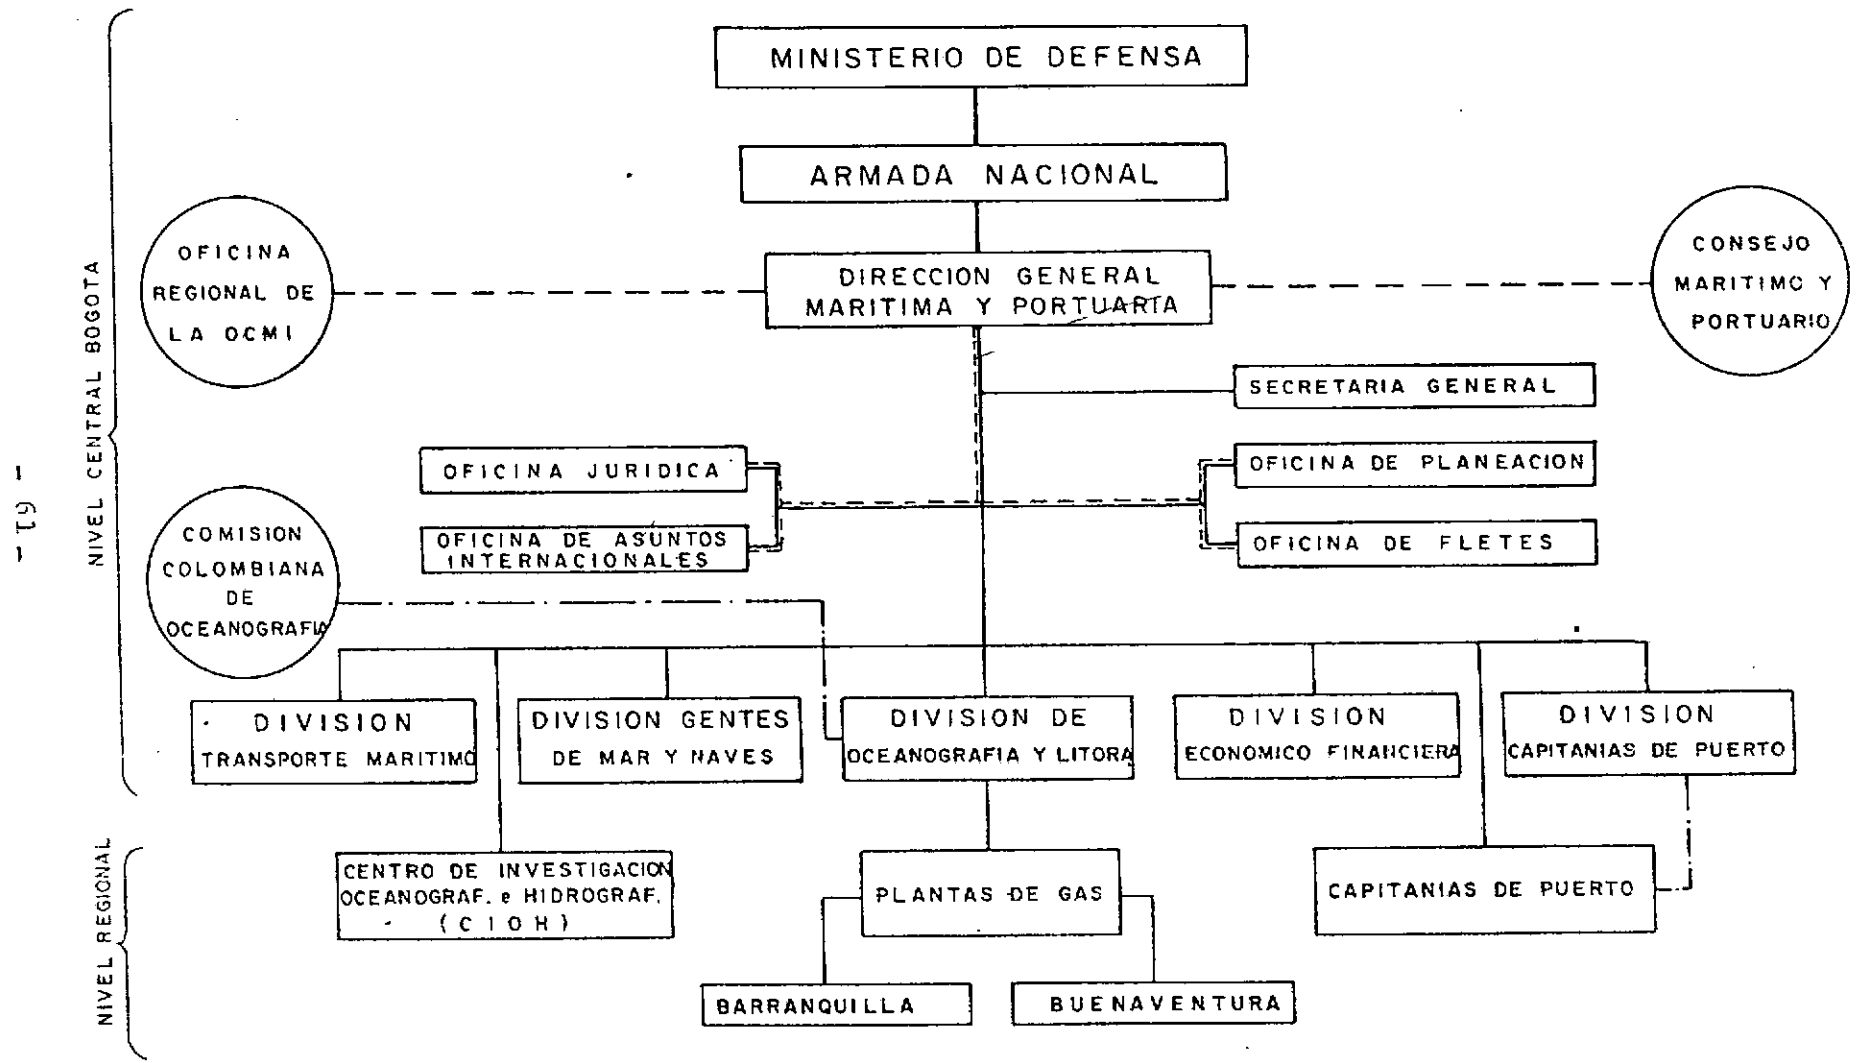 MINISTERIO DE DEFENSA
ARMADA NACIONAL
OFICINA
REGIONAL DE
LA OCMI
DIRECCION GENERAL
MARITIMA Y PORTUARIA
CONSEJO
MARITIMO Y
PORTUARIO
NIVEL CENTRAL BOGOTA
SECRETARIA GENERAL
OFICINA JURIDICA
OFICINA DE PLANEACION
- 61 -
OFICINA DE ASUNTOS
INTERNACIONALES
OFICINA DE FLETES
COMISION
COLOMBIANA
DE
OCEANOGRAFIA
DIVISION
TRANSPORTE MARITIMO
DIVISION GENTES
DE MAR Y NAVES
DIVISION DE
OCEANOGRAFIA Y LITORA
DIVISION
ECONOMICO FINANCIERA
DIVISION
CAPITANIAS DE PUERTO
NIVEL REGIONAL
CENTRO DE INVESTIGACION
OCEANOGRAF. e HIDROGRAF.
(CIOH)
PLANTAS DE GAS
CAPITANIAS DE PUERTO
BARRANQUILLA
BUENAVENTURA